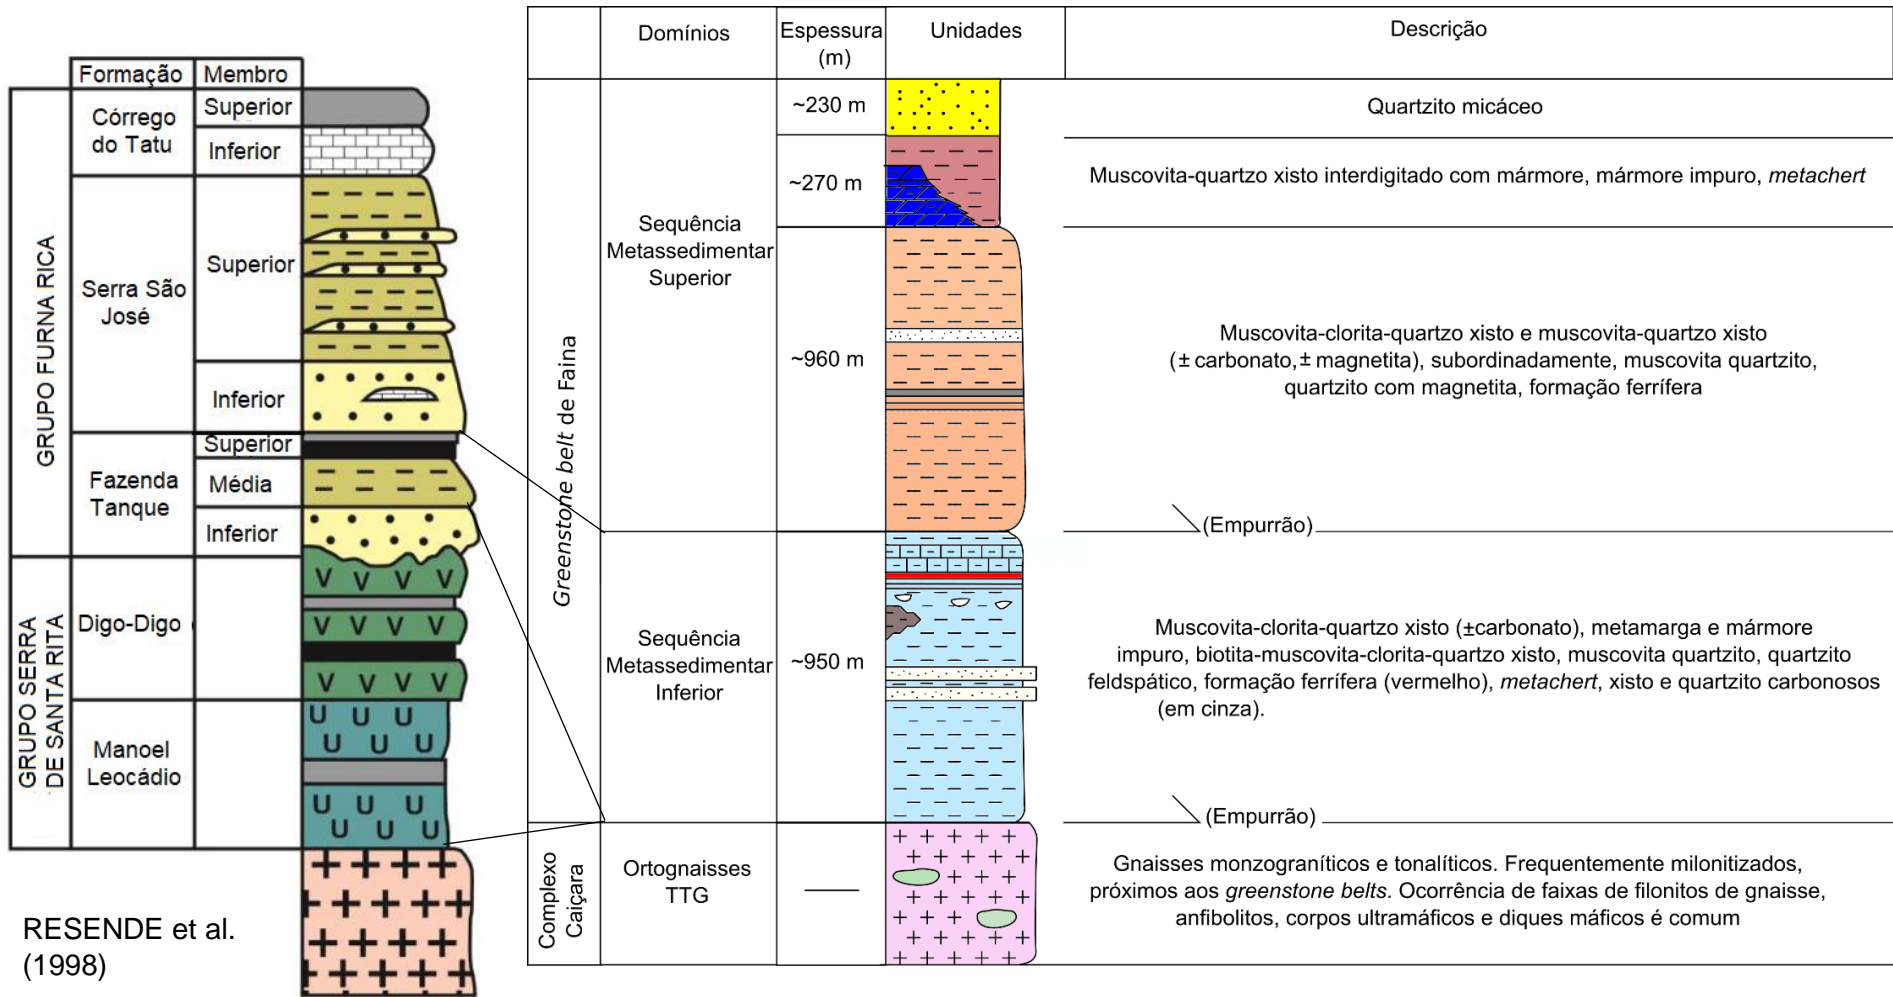 Formação
Membro
GRUPO FURNA RICA
Córrego
do Tatu
Superior
Inferior
Serra São
José
Superior
Inferior
Fazenda
Tanque
Superior
Média
Inferior
GRUPO SERRA
DE SANTA RITA
Digo-Digo
Manoel
Leocádio
RESENDE et al.
(1998)
Domínios
Espessura
(m)
Unidades
Descrição
Greenstone belt de Faina
Sequência
Metassedimentar
Superior
~230 m
Quartzito micáceo
~270 m
Muscovita-quartzo xisto interdigitado com mármore, mármore impuro, metachert
~960 m
Muscovita-clorita-quartzo xisto e muscovita-quartzo xisto
(± carbonato,± magnetita), subordinadamente, muscovita quartzito,
quartzito com magnetita, formação ferrífera
(Empurrão)
Sequência
Metassedimentar
Inferior
~950 m
Muscovita-clorita-quartzo xisto (±carbonato), metamarga e mármore
impuro, biotita-muscovita-clorita-quartzo xisto, muscovita quartzito, quartzito
feldspático, formação ferrífera (vermelho), metachert, xisto e quartzito carbonosos
(em cinza).
(Empurrão)
Complexo
Caiçara
Ortognaisses
TTG
Gnaisses monzograníticos e tonalíticos. Frequentemente milonitizados,
próximos aos greenstone belts. Ocorrência de faixas de filonitos de gnaisse,
anfibolitos, corpos ultramáficos e diques máficos é comum